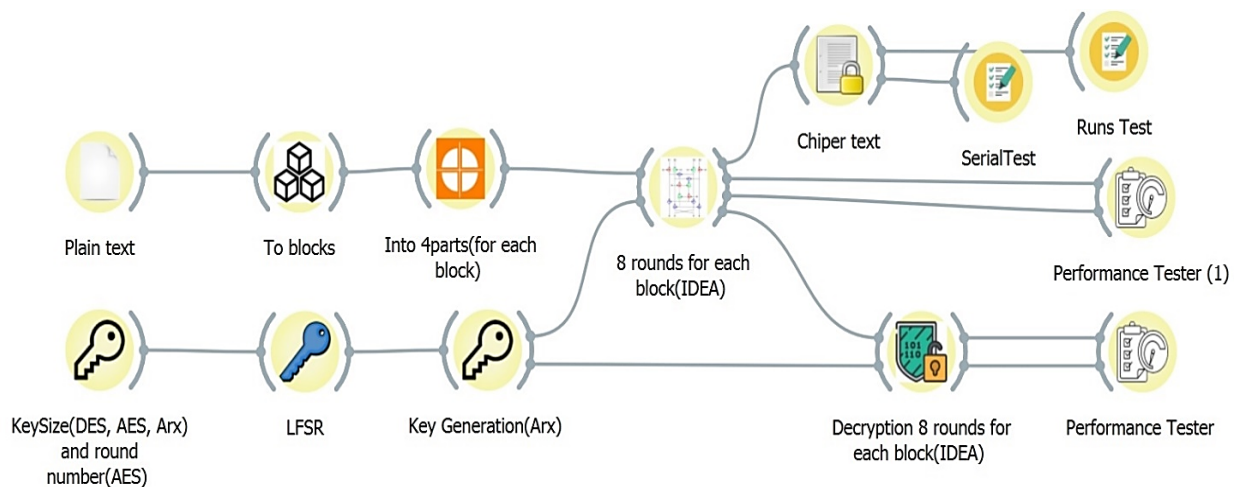 Chiper text
SerialTest
Runs Test
Plain text
To blocks
Into 4parts(for each
block)
8 rounds for each
block(IDEA)
Performance Tester (1)
KeySize(DES, AES, Arx)
and round
number(AES)
LFSR
Key Generation(Arx)
101
110
Decryption 8 rounds for
each block(IDEA)
Performance Tester